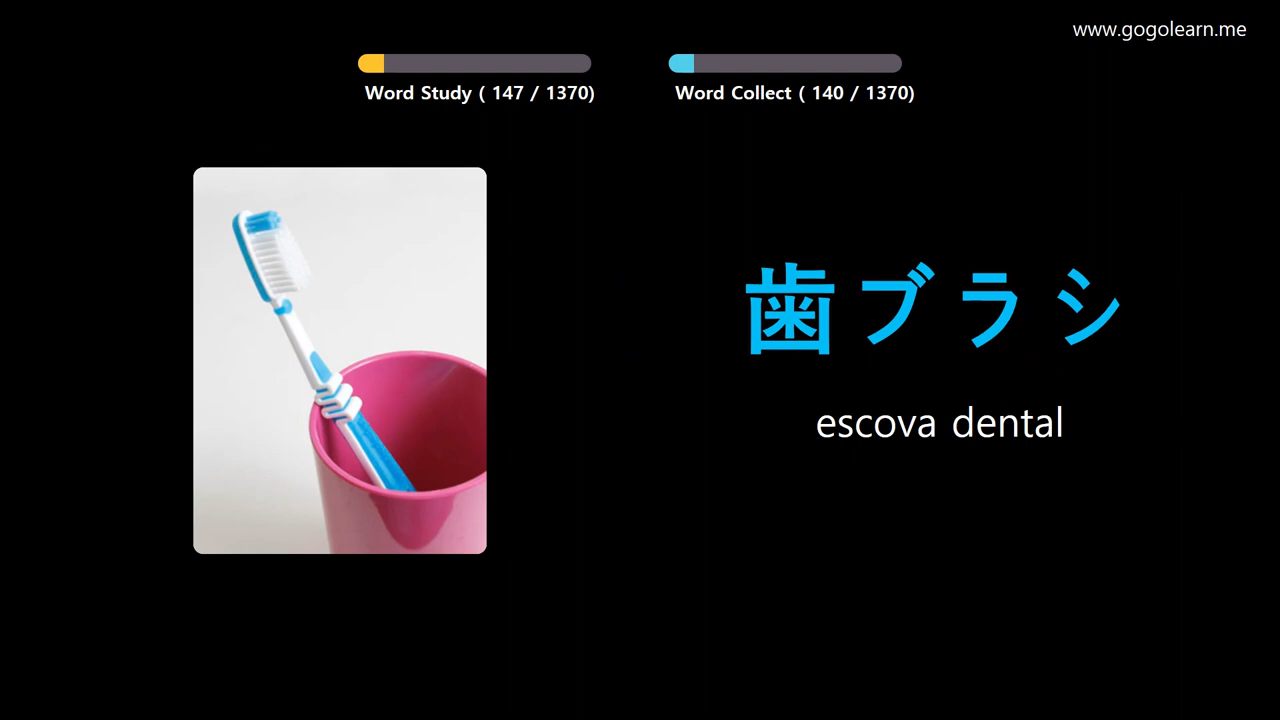 www.gogolearn.me
Word Study ( 147 / 1370)
Word Collect ( 140 / 1370)
歯ブラシ
escova dental